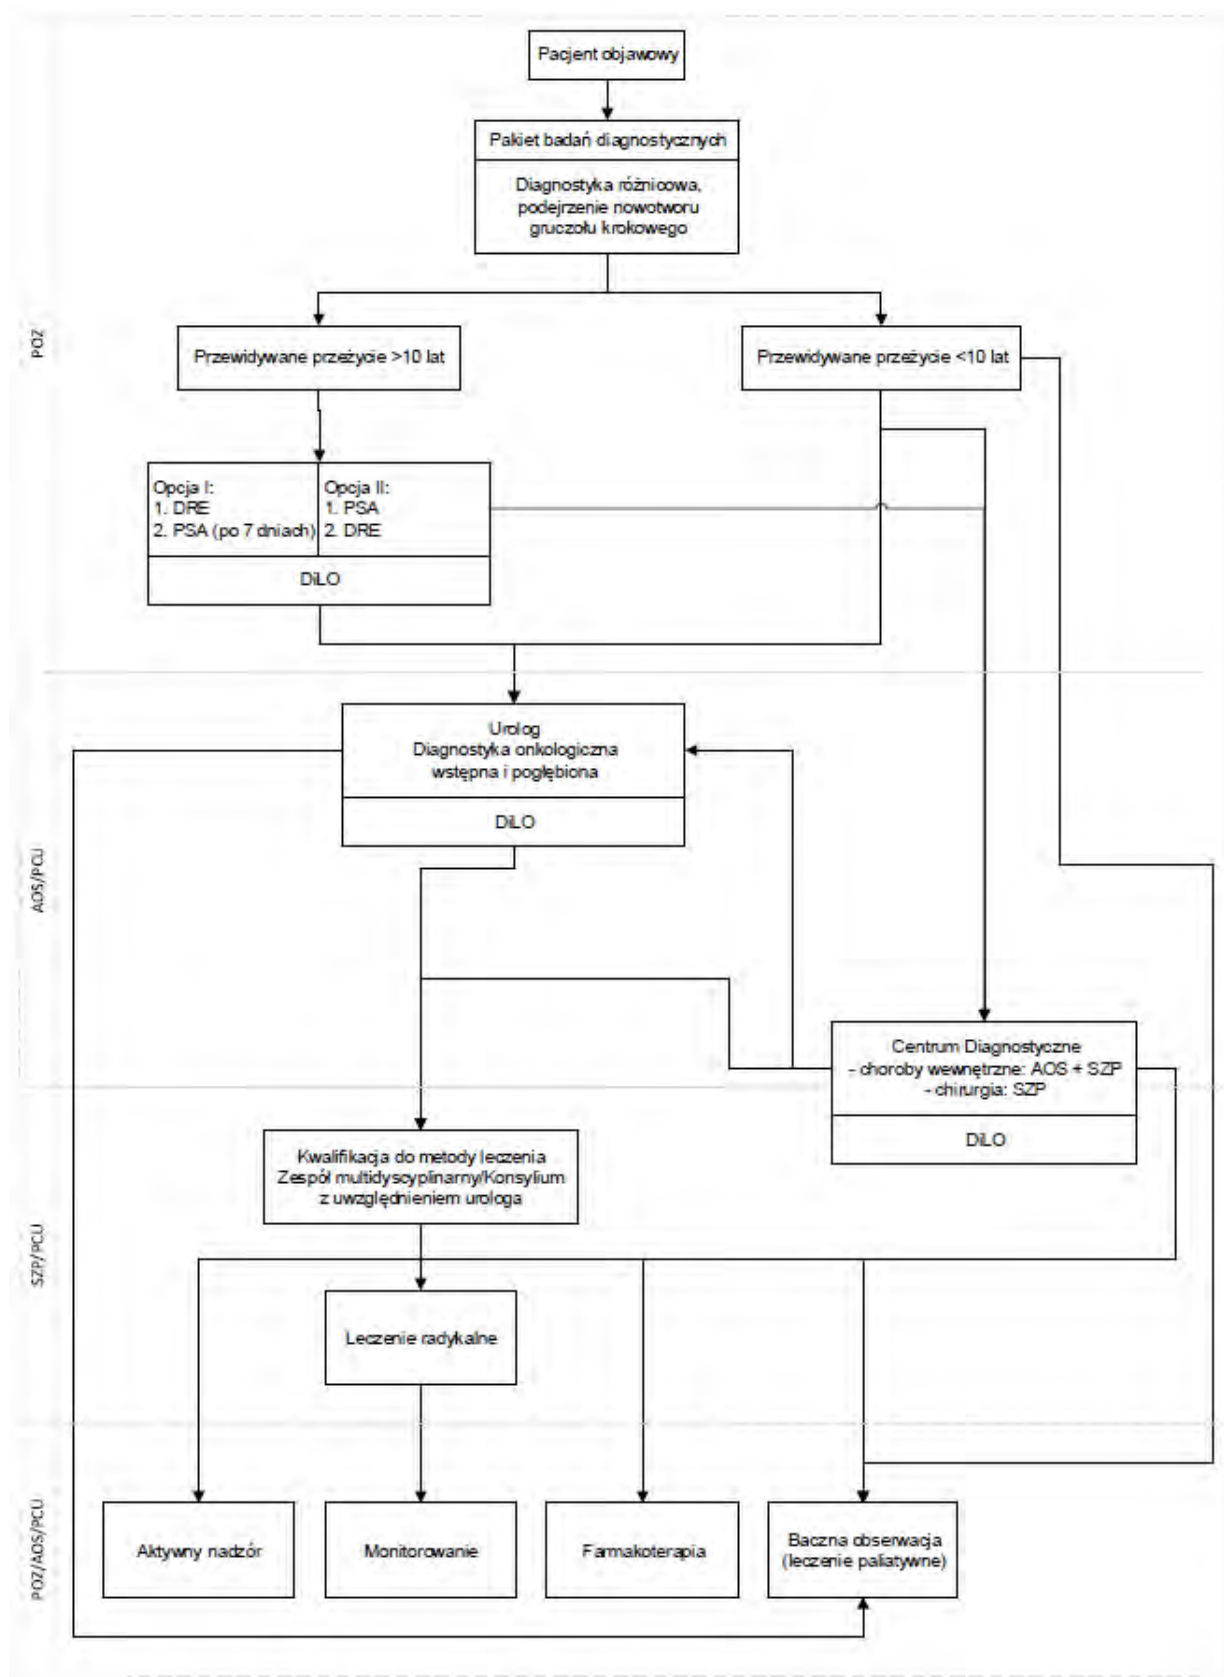 Pacjent objawowy
Pakiet badań diagnostycznych
Diagnostyka różnicowa,
podejrzenie nowotworu
gruczołu krokowego
POZ
Przewidywane przeżycie >10 lat
Przewidywane przeżycie <10 lat
Opcja I:
1. DRE
2. PSA (po 7 dniach)
Opcja II:
1. PSA
2. DRE
DiLO
AOS/PCU
Urolog
Diagnostyka onkologiczna
wstępna i pogłębiona
DiLO
Centrum Diagnostyczne
- choroby wewnętrzne: AOS + SZP
- chirurgia: SZP
DiLO
SZP/PCU
Kwalifikacja do metody leczenia
Zespół multidyscyplinarny/Konsylium
z uwzględnieniem urologa
Leczenie radykalne
POZ/AOS/PCU
Aktywny nadzór
Monitorowanie
Farmakoterapia
Baczna obserwacja
(leczenie paliatywne)